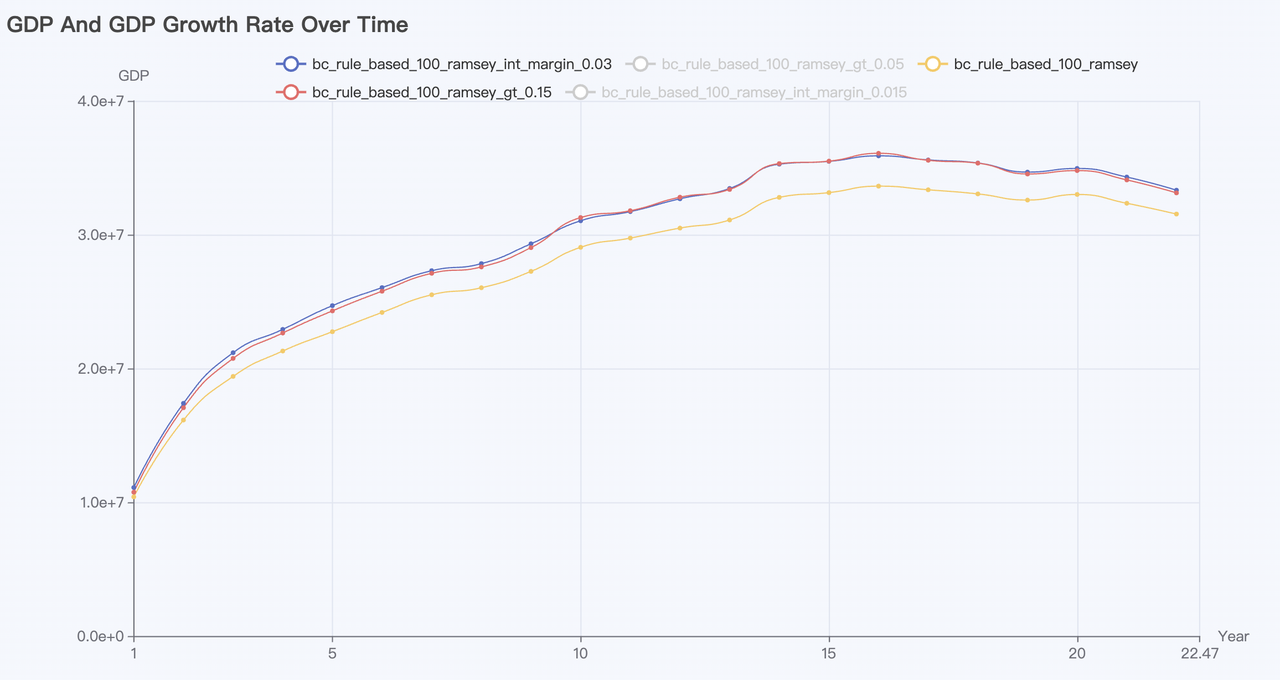 GDP And GDP Growth Rate Over Time
bc_rule_based_100_ramsey_int_margin_0.03 bc_rule_based_100_ramsey_gt_0.05 bc_rule_based_100_ramsey
GDP
bc_rule_based_100_ramsey_gt_0.15 bc_rule_based_100_ramsey_int_margin_0.015
4.0e+7
3.0e+7
2.0e+7
1.0e+7
0.0e+0
Year
1 5 10 15 20 22.47